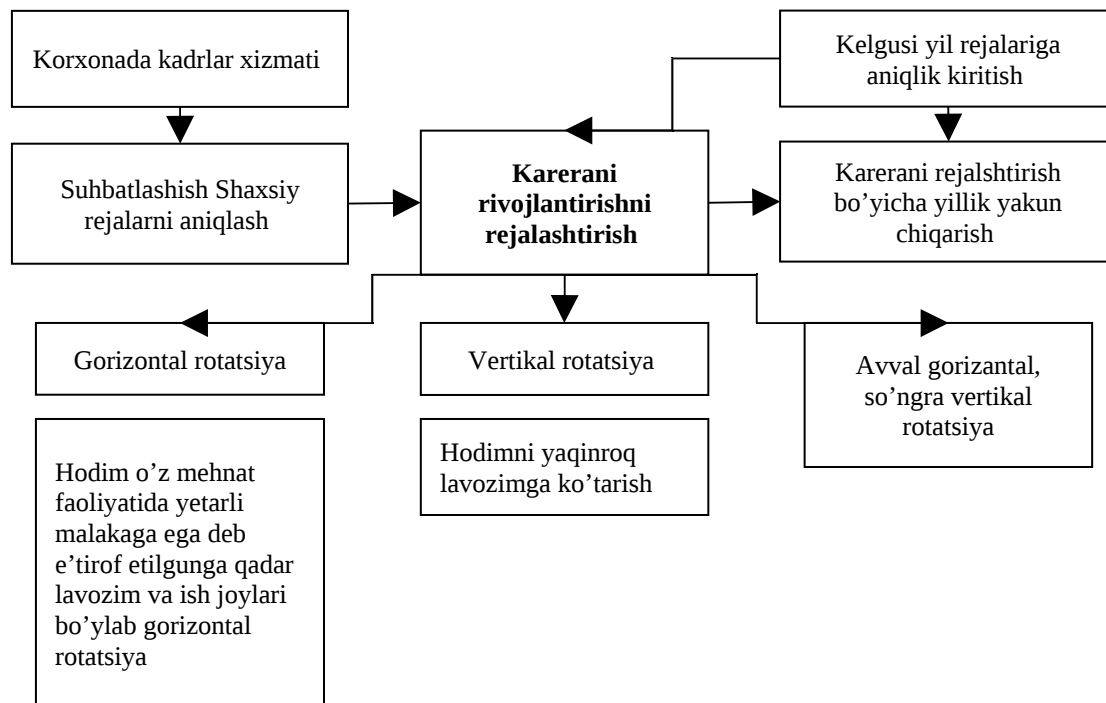 Korxonada kadrlar xizmati
Kelgusi yil rejalariga
aniqlik kiritish
Suhbatlashish Shaxsiy
rejalarni aniqlash
Karerani
rivojlantirishni
rejalashtirish
Karerani rejalshtirish
bo’yicha yillik yakun
chiqarish
Gorizontal rotatsiya
Vertikal rotatsiya
Avval gorizantal,
so’ngra vertikal
rotatsiya
Hodim o’z mehnat
faoliyatida yetarli
malakaga ega deb
e’tirof etilgunga qadar
lavozim va ish joylari
bo’ylab gorizontal
rotatsiya
Hodimni yaqinroq
lavozimga ko’tarish